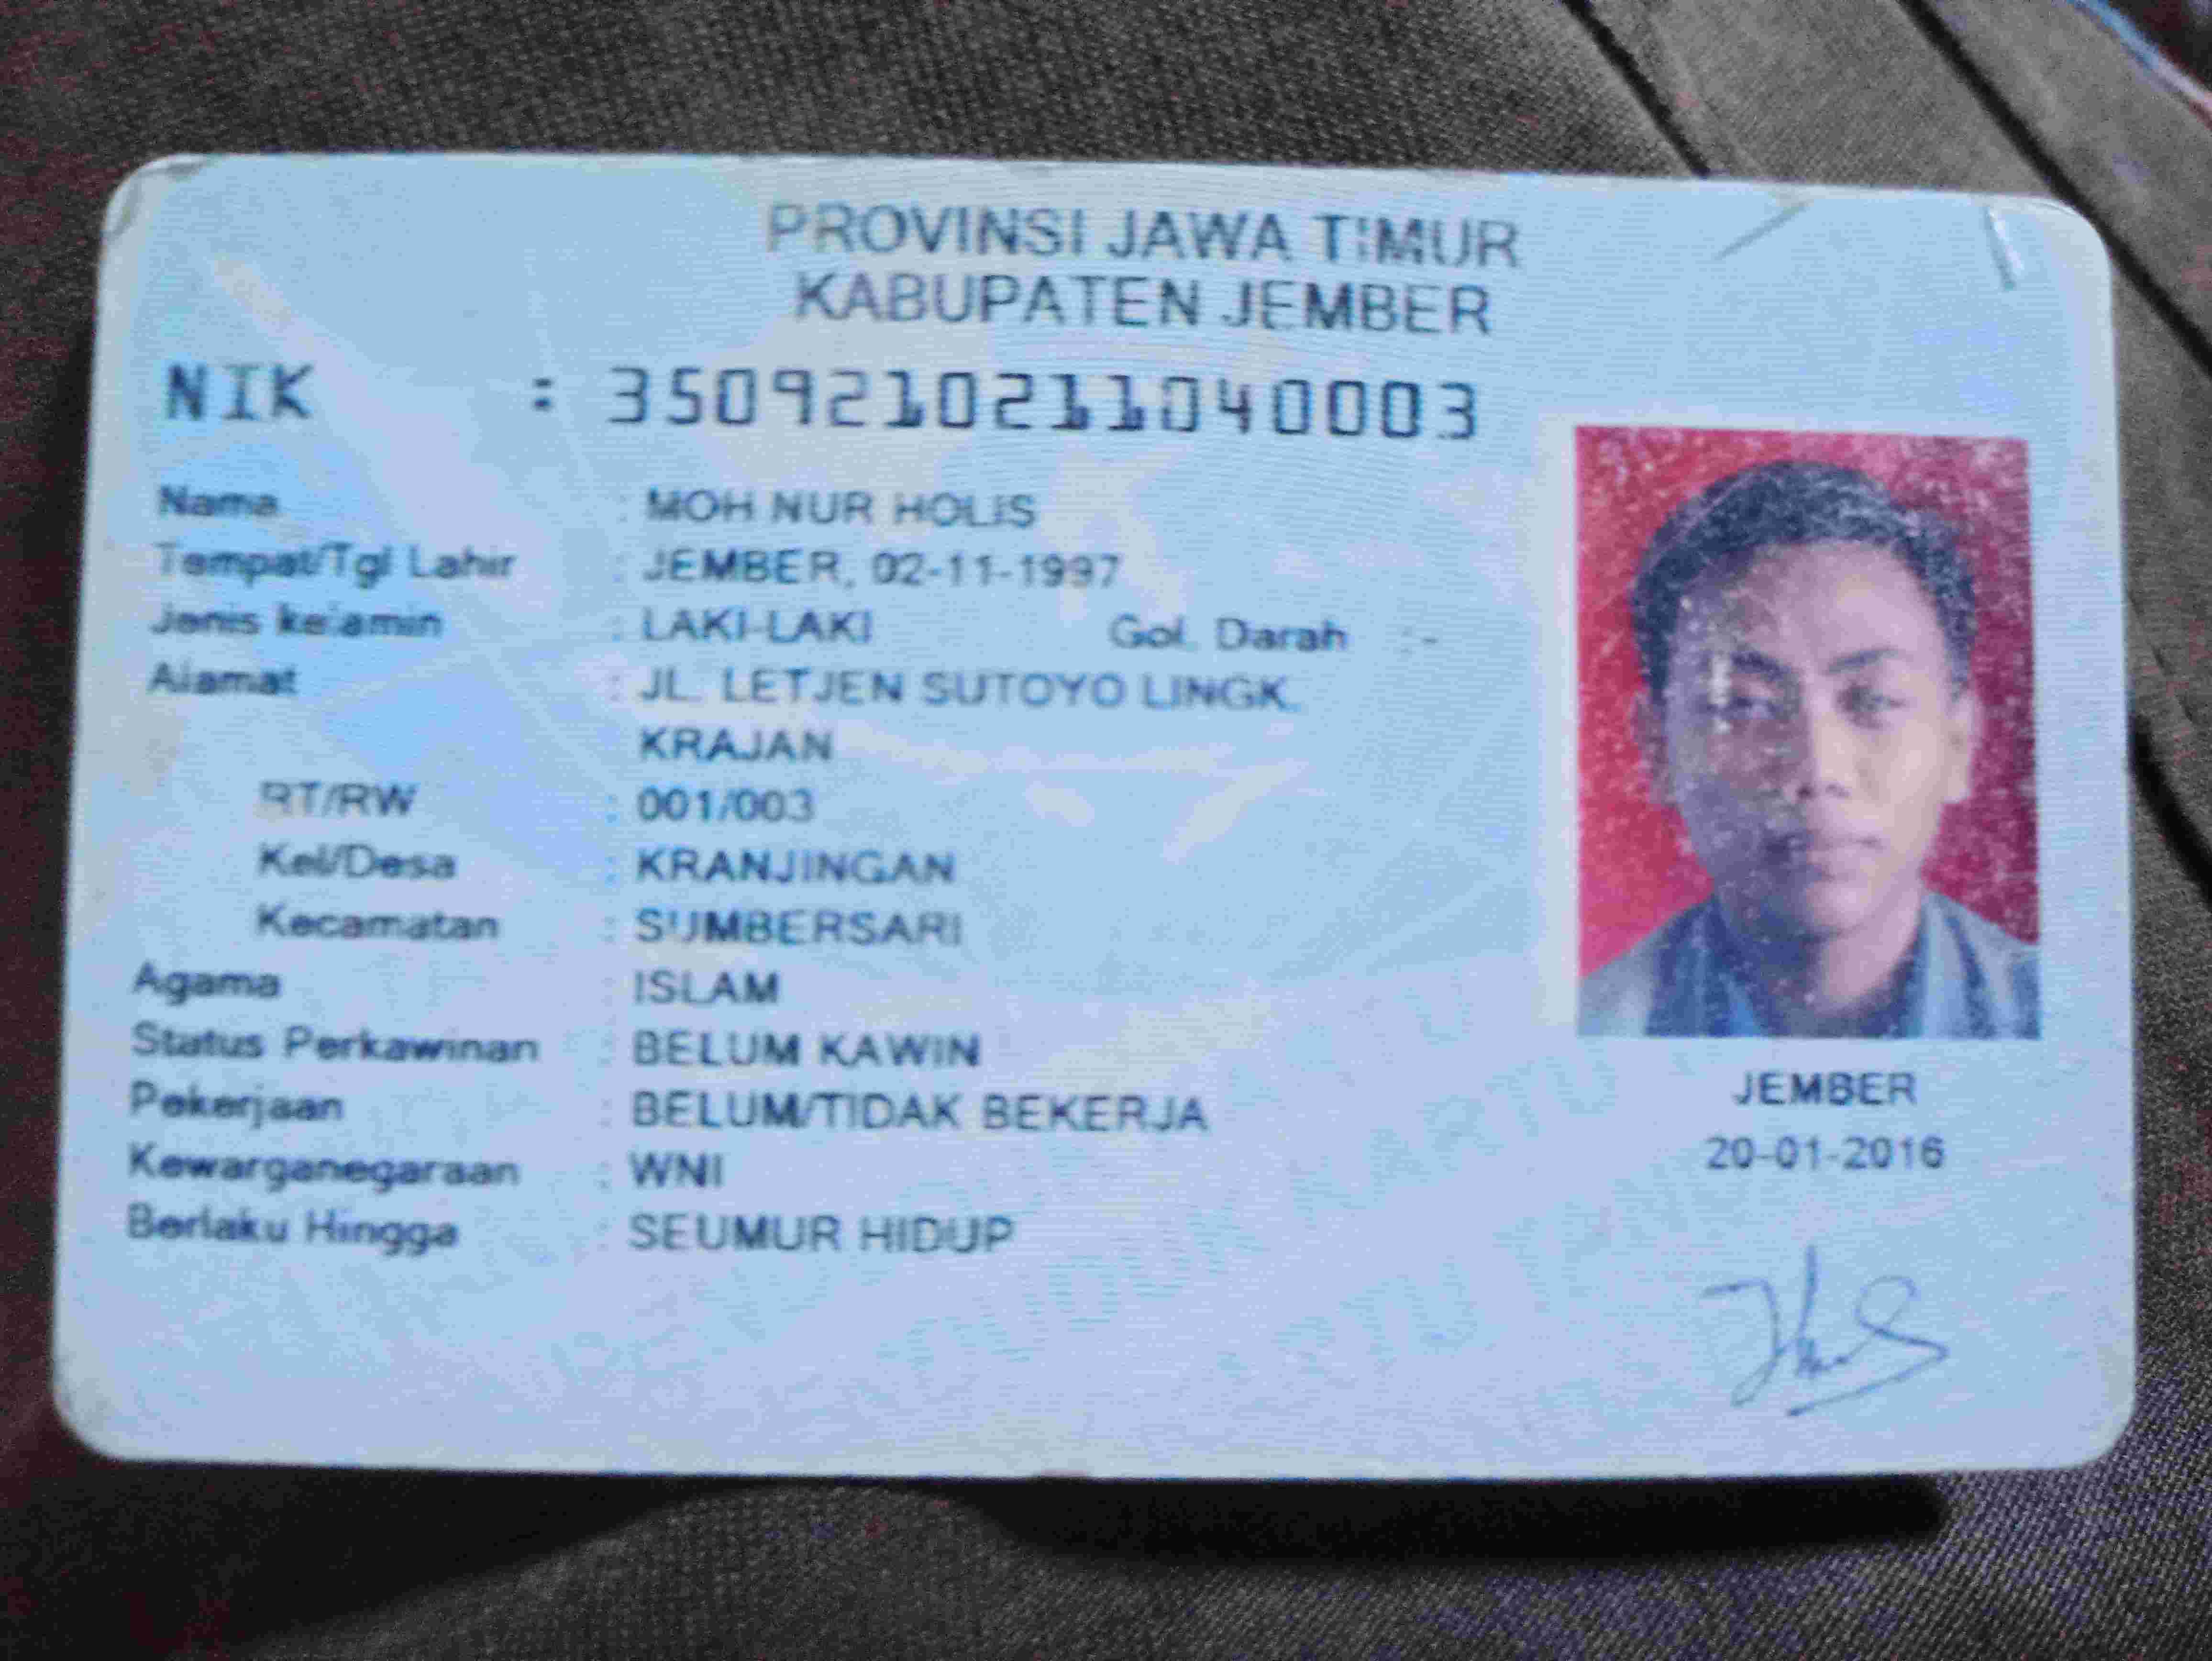 PROVINSI JAWA TIMUR
KABUPATEN JEMBER
NIK : 3509210211040003
Nama : MOH NUR HOLIS
Tempat/Tgl Lahir : JEMBER, 02-11-1997
Jenis kelamin : LAKI-LAKI Gol. Darah : -
Alamat : JL. LETJEN SUTOYO LINGK.
KRAJAN
RT/RW : 001/003
Kel/Desa : KRANJINGAN
Kecamatan : SUMBERSARI
Agama : ISLAM
Status Perkawinan : BELUM KAWIN
Pekerjaan : BELUM/TIDAK BEKERJA
Kewarganegaraan : WNI
Berlaku Hingga : SEUMUR HIDUP
JEMBER
20-01-2016